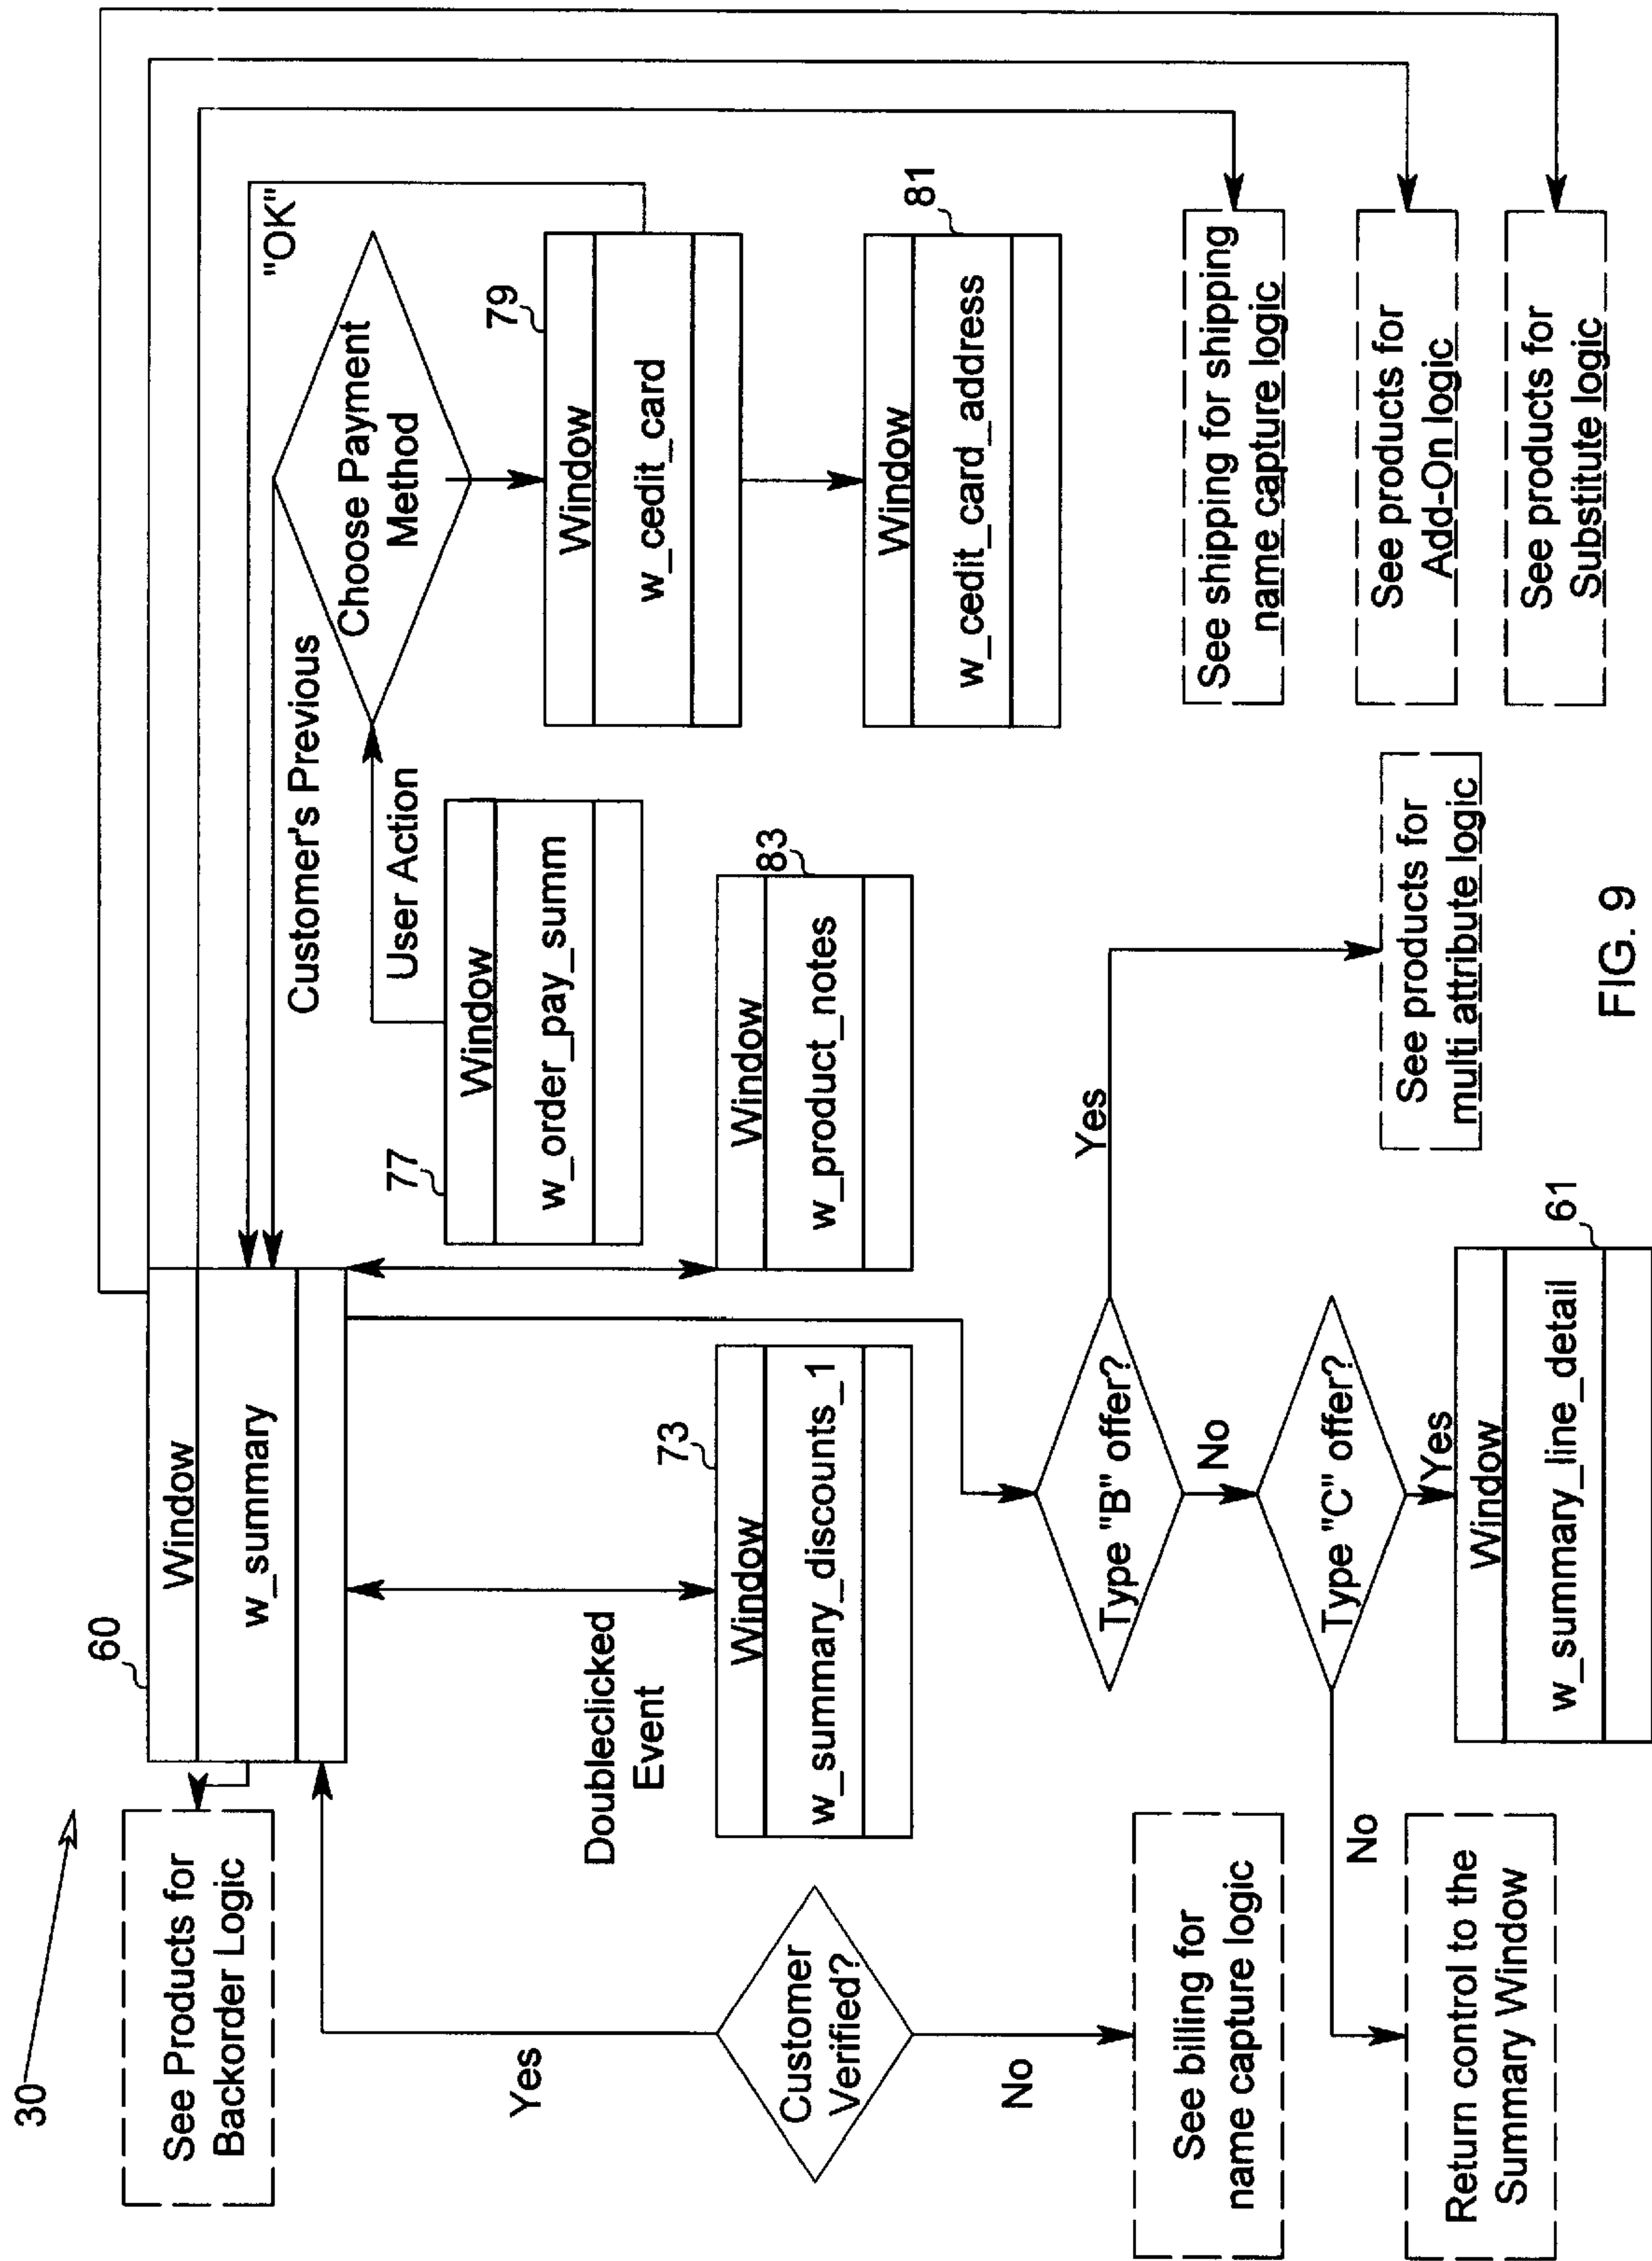 30
See Products for
Backorder Logic
60
Window
w_summary
"OK"
Customer's Previous
Choose Payment
Method
User Action
77
Window
w_order_pay_summ
79
Window
w_cedit_card
Doubleclicked
Event
73
Window
w_summary_discounts_1
Window
w_product_notes
83
Window
w_cedit_card_address
81
Yes
Customer
Verified?
No
See billing for
name capture logic
Type "B" offer?
Yes
No
Type "C" offer?
No
Yes
Return control to the
Summary Window
Window
w_summary_line_detail
61
See products for
multi attribute logic
See shipping for shipping
name capture logic
See products for
Add-On logic
See products for
Substitute logic
FIG. 9